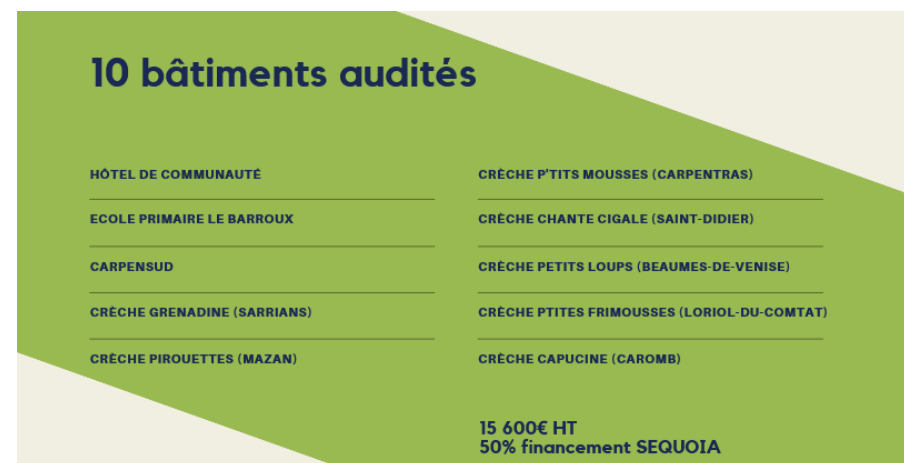 10 bâtiments audités
HÔTEL DE COMMUNAUTÉ
ECOLE PRIMAIRE LE BARROUX
CARPENSUD
CRÈCHE GRENADINE (SARRIANS)
CRÈCHE PIROUETTES (MAZAN)
CRÈCHE P'TITS MOUSSES (CARPENTRAS)
CRÈCHE CHANTE CIGALE (SAINT-DIDIER)
CRÈCHE PETITS LOUPS (BEAUMES-DE-VENISE)
CRÈCHE PTITES FRIMOUSSES (LORIOL-DU-COMTAT)
CRÈCHE CAPUCINE (CAROMB)
15 600€ HT
50% financement SEQUOIA